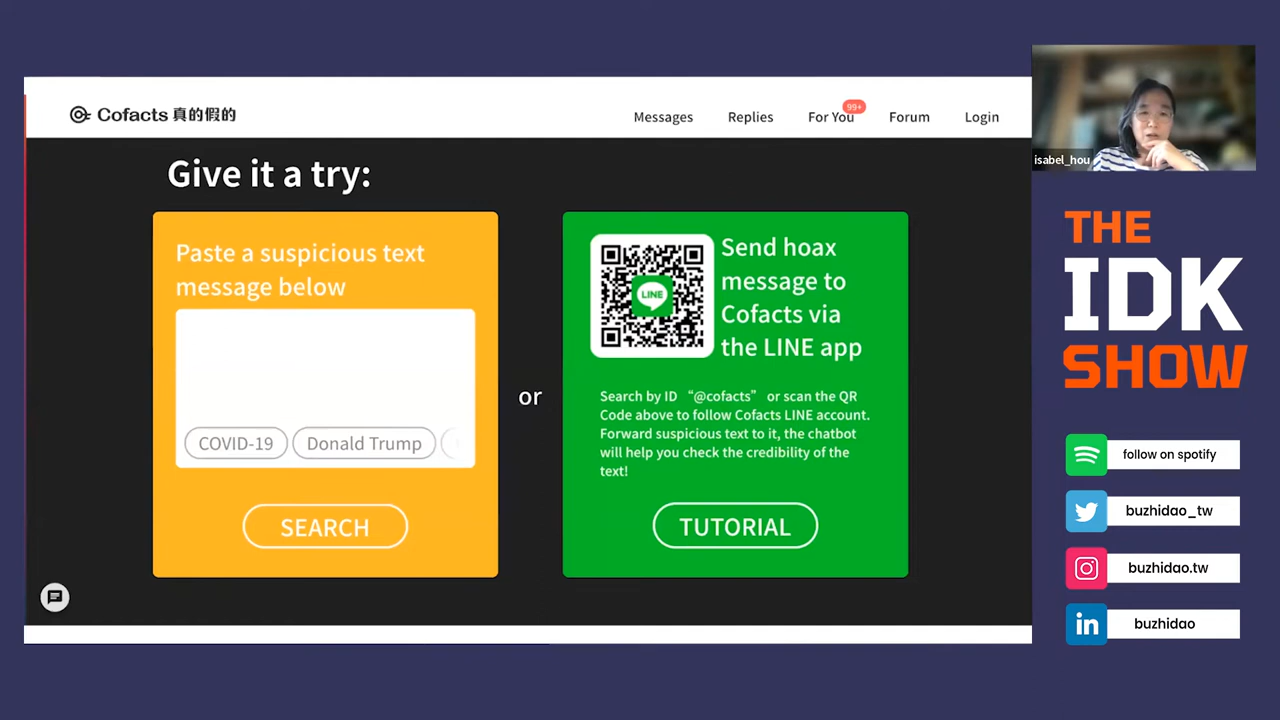 Cofacts 真的假的
Messages
Replies
For You
99+
Forum
Login
Give it a try:
Paste a suspicious text
message below
COVID-19
Donald Trump
SEARCH
or
LINE
Send hoax
message to
Cofacts via
the LINE app
Search by ID “@cofacts” or scan the QR
Code above to follow Cofacts LINE account.
Forward suspicious text to it, the chatbot
will help you check the credibility of the
text!
TUTORIAL
isabel_hou
THE
IDK
SHOW
follow on spotify
buzhidao_tw
buzhidao.tw
in
buzhidao